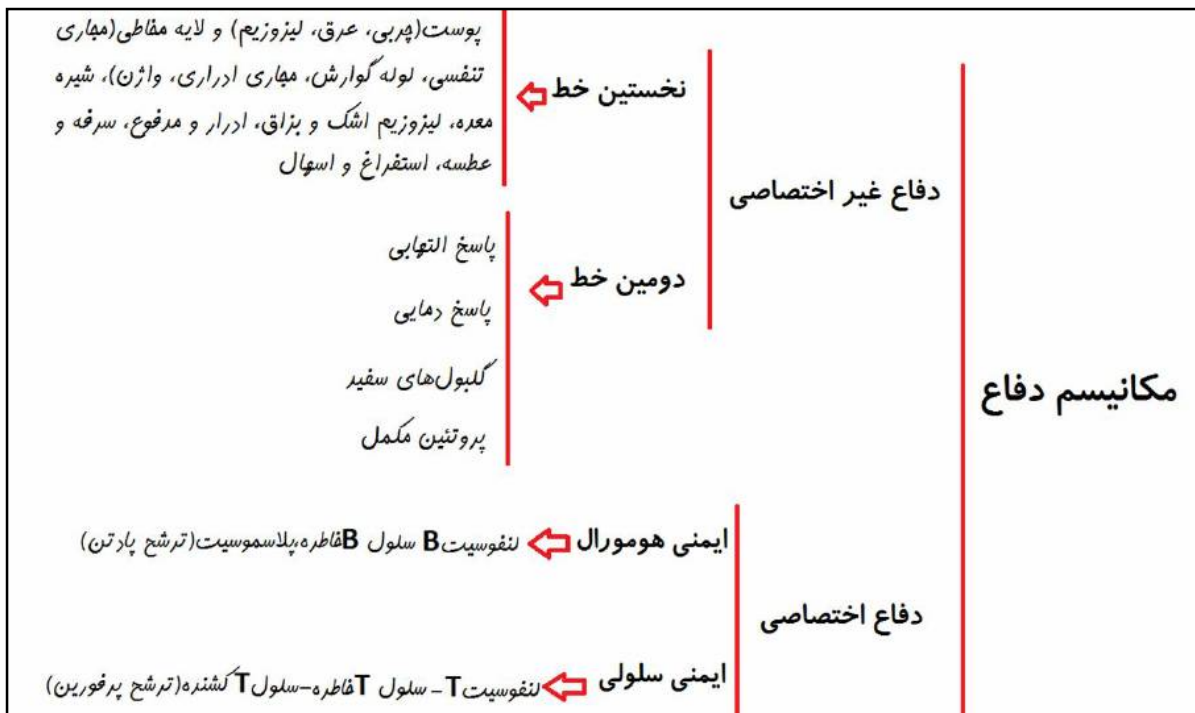 پوست(چربی، عرق، لیزوزیم) و لایه مخاطی(مجاری
تنفسی، لوله گوارش، مجاری ادراری، واژن)، شیره
معده، لیزوزیم اشک و بزاق، ادرار و مدفوع، سرفه و
عطسه، استفراغ و اسهال
نخستین خط
دفاع غیر اختصاصی
پاسخ التهابی
دومین خط
پاسخ دمایی
گلبول‌های سفید
پروتئین مکمل
مکانیسم دفاع
ایمنی هومورال
لنفوسیتB سلول Bخاطره،پلاسموسیت(ترشح پادتن)
دفاع اختصاصی
ایمنی سلولی
لنفوسیتT - سلول Tخاطره-سلولT کشنده(ترشح پرفورین)